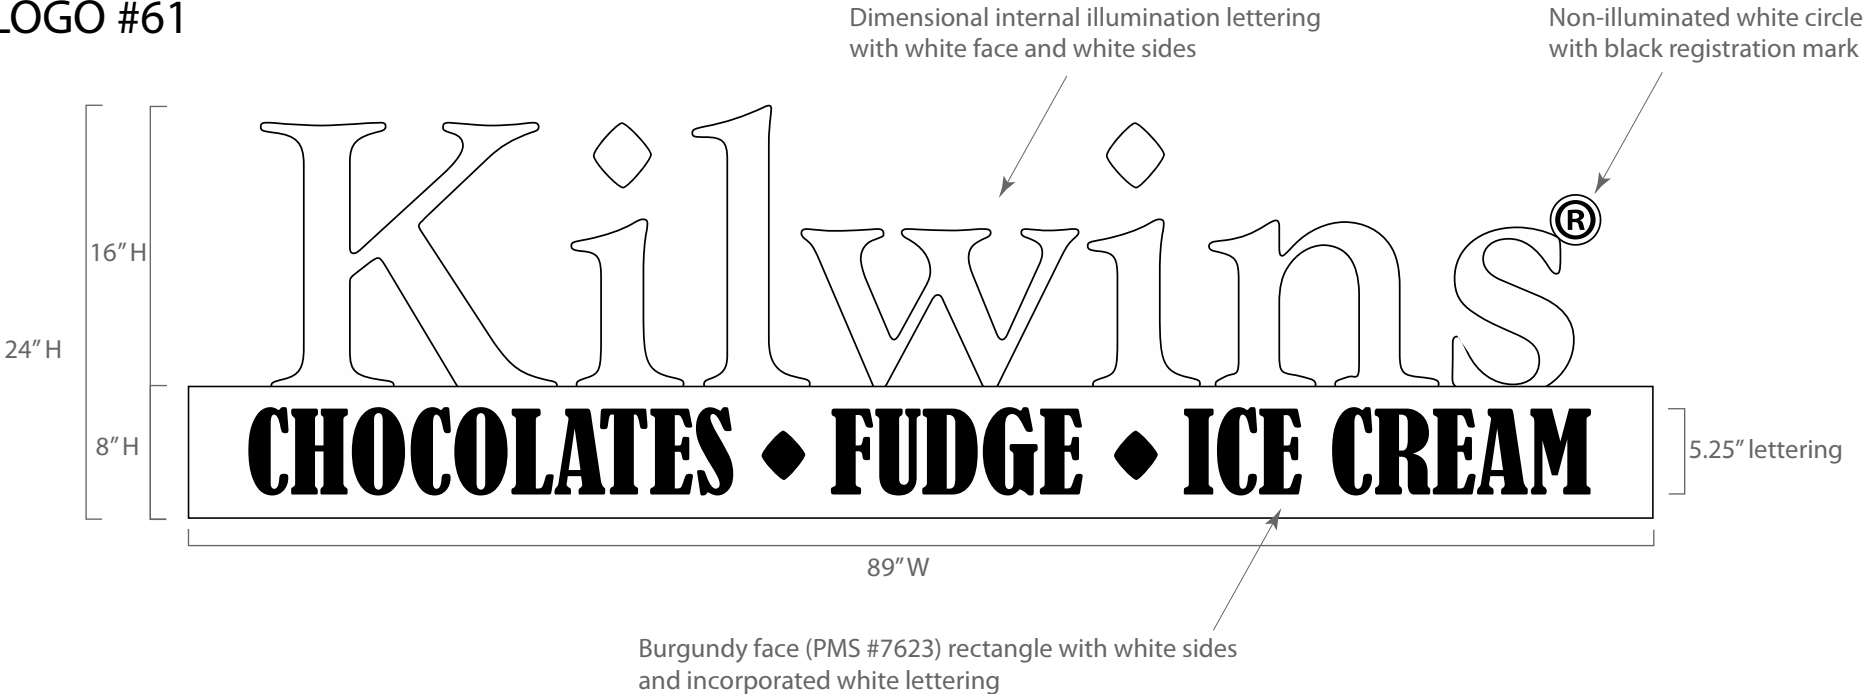 LOGO #61
Dimensional internal illumination lettering
with white face and white sides
Non-illuminated white circle
with black registration mark
Kilwins®
16” H
24” H
8” H
CHOCOLATES ◆ FUDGE ◆ ICE CREAM
5.25” lettering
89” W
Burgundy face (PMS #7623) rectangle with white sides
and incorporated white lettering